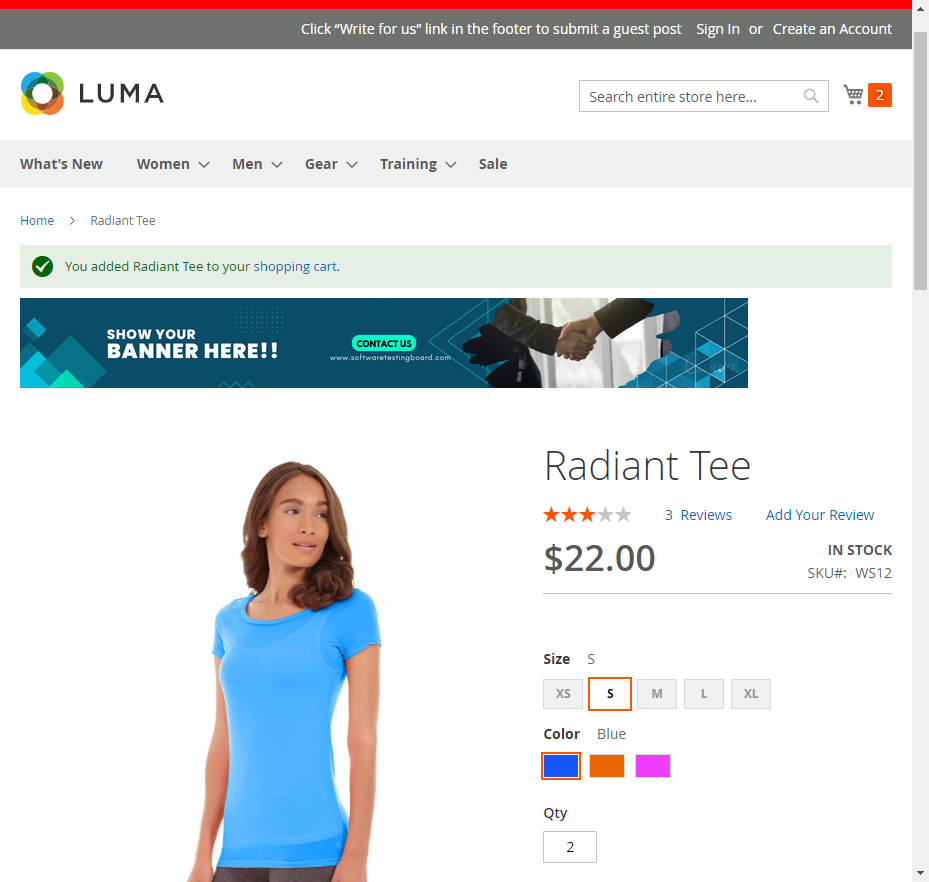 Click “Write for us” link in the footer to submit a guest post Sign In or Create an Account
LUMA
Search entire store here...
2
What's New Women Men Gear Training Sale
Home Radiant Tee
You added Radiant Tee to your shopping cart.
SHOW YOUR
BANNER HERE!!
CONTACT US
www.softwaretestingboard.com
Radiant Tee
3 Reviews Add Your Review
$22.00
IN STOCK
SKU#: WS12
Size S
XS S M L XL
Color Blue
Qty
2